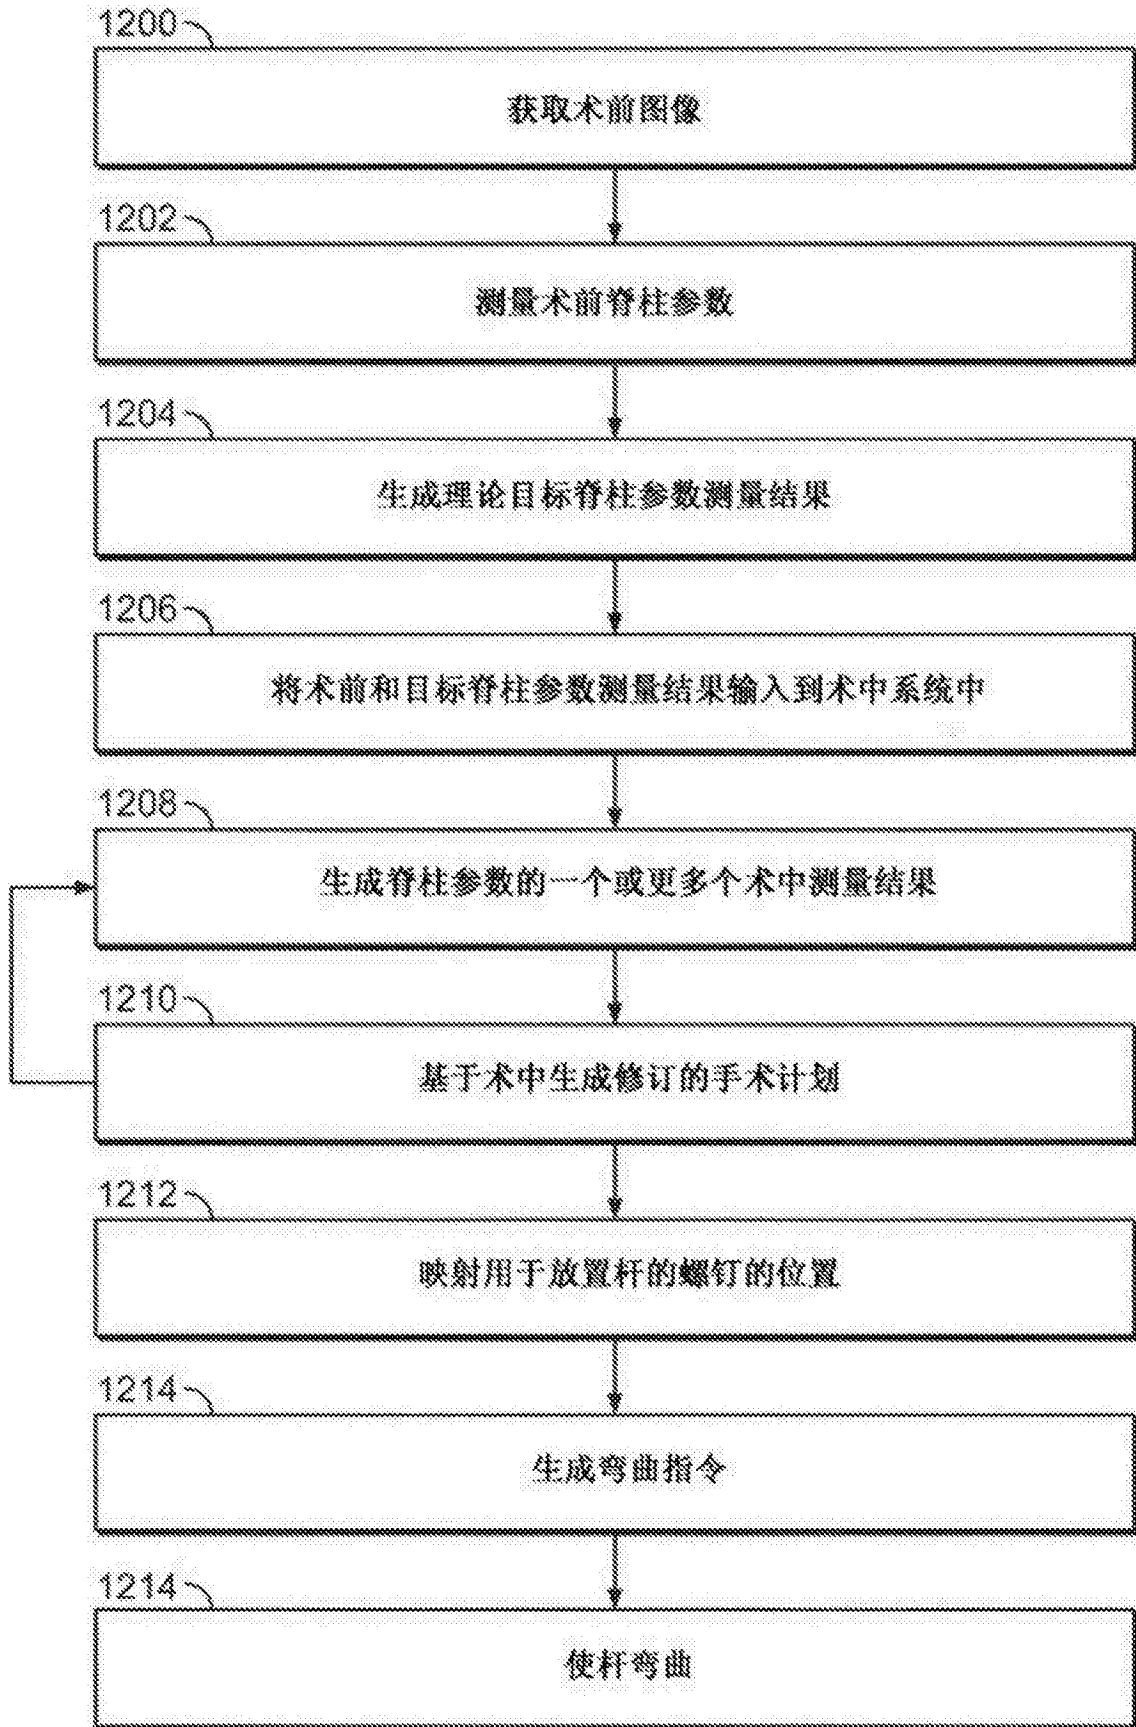 1200
获取术前图像
1202
测量术前脊柱参数
1204
生成理论目标脊柱参数测量结果
1206
将术前和目标脊柱参数测量结果输入到术中系统中
1208
生成脊柱参数的一个或更多个术中测量结果
1210
基于术中生成修订的手术计划
1212
映射用于放置杆的螺钉的位置
1214
生成弯曲指令
1214
使杆弯曲